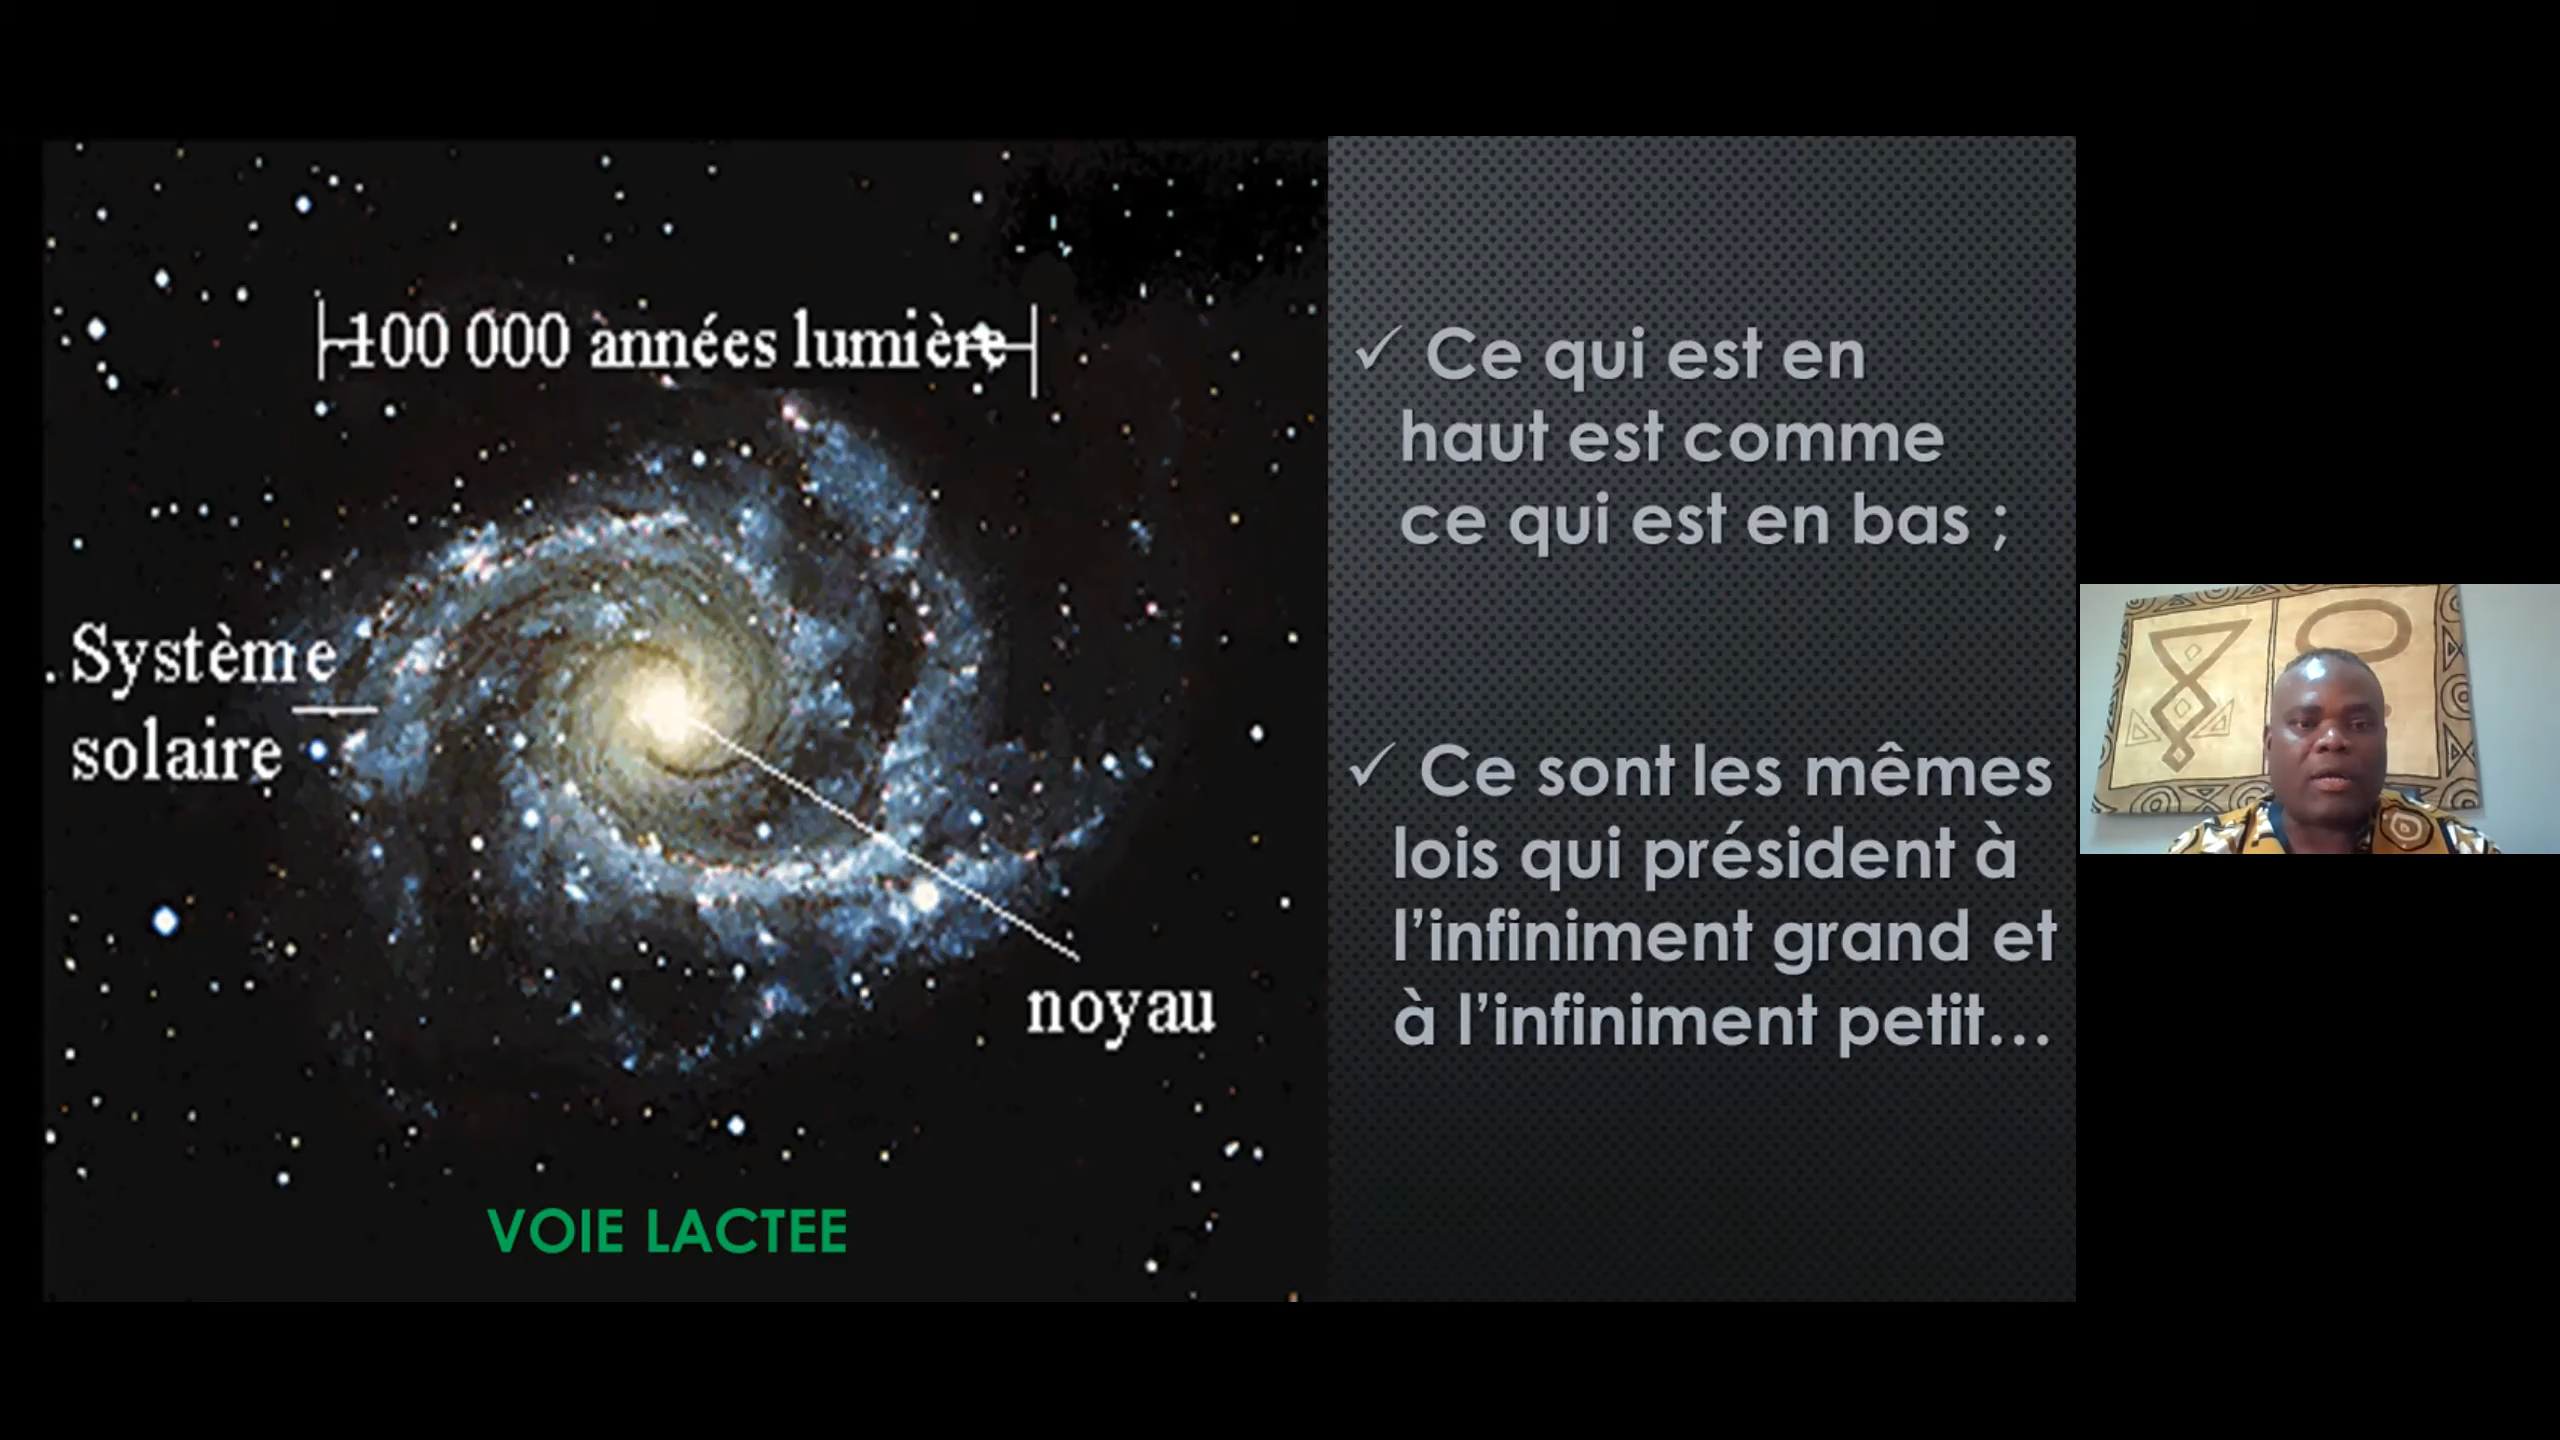 100 000 années lumière
Système
solaire
noyau
VOIE LACTEE
✓ Ce qui est en
haut est comme
ce qui est en bas ;
✓ Ce sont les mêmes
lois qui président à
l’infiniment grand et
à l’infiniment petit…